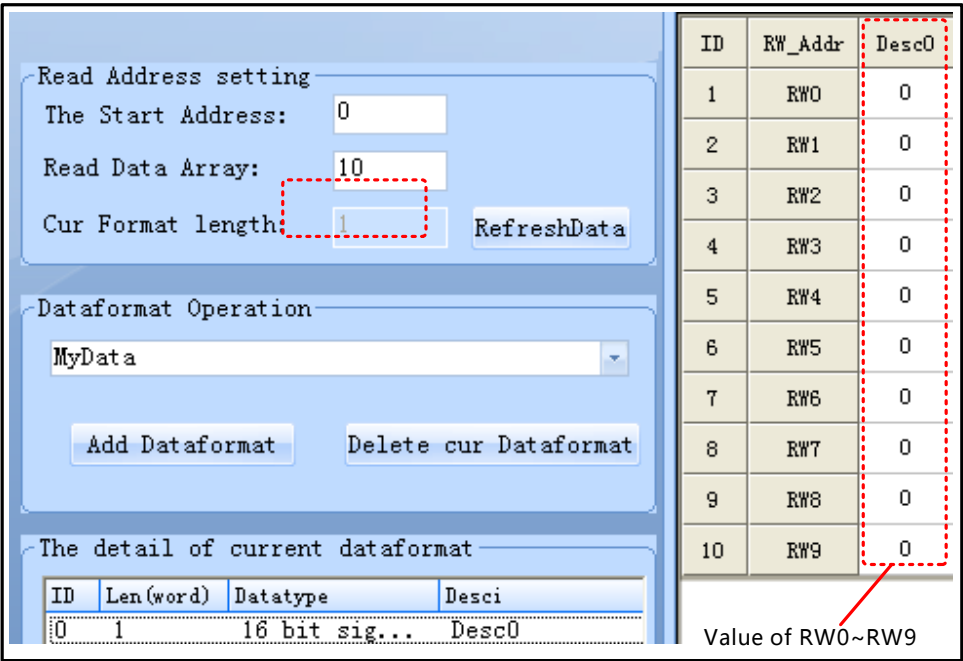 Read Address setting
The Start Address: 0
Read Data Array: 10
Cur Format length: 1 RefreshData
Dataformat Operation
MyData
Add Dataformat Delete cur Dataformat
The detail of current dataformat
ID Len(word) Datatype Desci
0 1 16 bit sig... Desc0
ID RW_Addr Desc0
1 RW0 0
2 RW1 0
3 RW2 0
4 RW3 0
5 RW4 0
6 RW5 0
7 RW6 0
8 RW7 0
9 RW8 0
10 RW9 0
Value of RW0~RW9